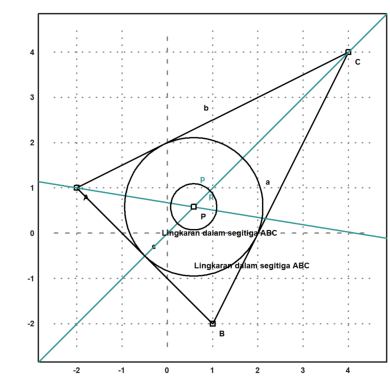 4
C
3
b
2
p
a
1
A
R
P
0
c
Lingkaran dalam segitiga ABC
Lingkaran dalam segitiga ABC
-1
-2
B
-2
-1
0
1
2
3
4